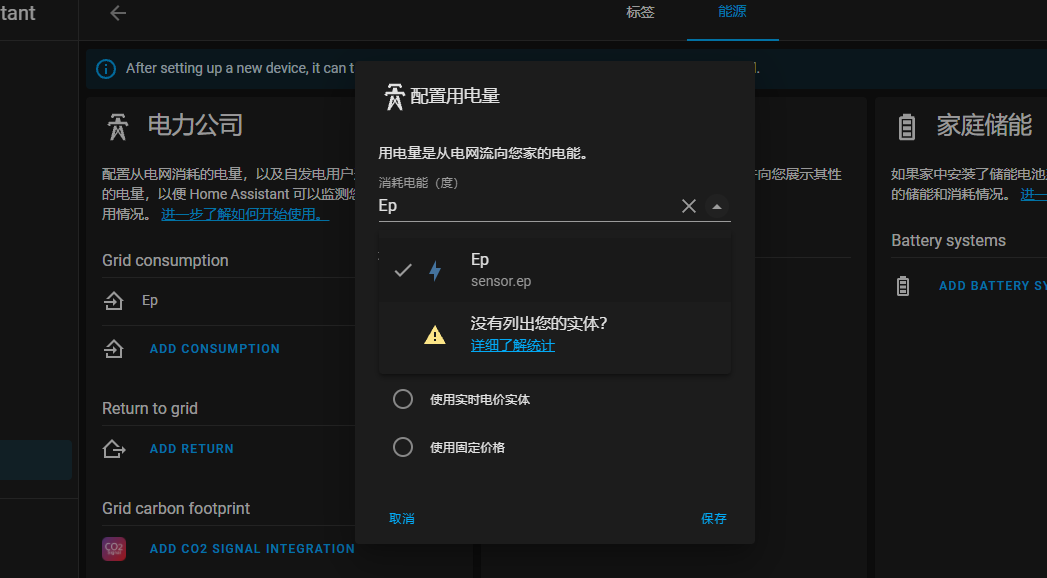 tant
标签
能源
After setting up a new device, it can t
配置用电量
电力公司
家庭储能
用电量是从电网流向您家的电能。
配置从电网消耗的电量，以及自发电用户
的电量，以便 Home Assistant 可以监测
用情况。 进一步了解如何开始使用。
向您展示其性
如果家中安装了储能电池
的储能和消耗情况。 进一
消耗电能（度）
Ep
Grid consumption
Battery systems
Ep
sensor.ep
Ep
ADD BATTERY SY
没有列出您的实体？
详细了解统计
ADD CONSUMPTION
使用实时电价实体
Return to grid
ADD RETURN
使用固定价格
Grid carbon footprint
取消
保存
CO2
Signal
ADD CO2 SIGNAL INTEGRATION